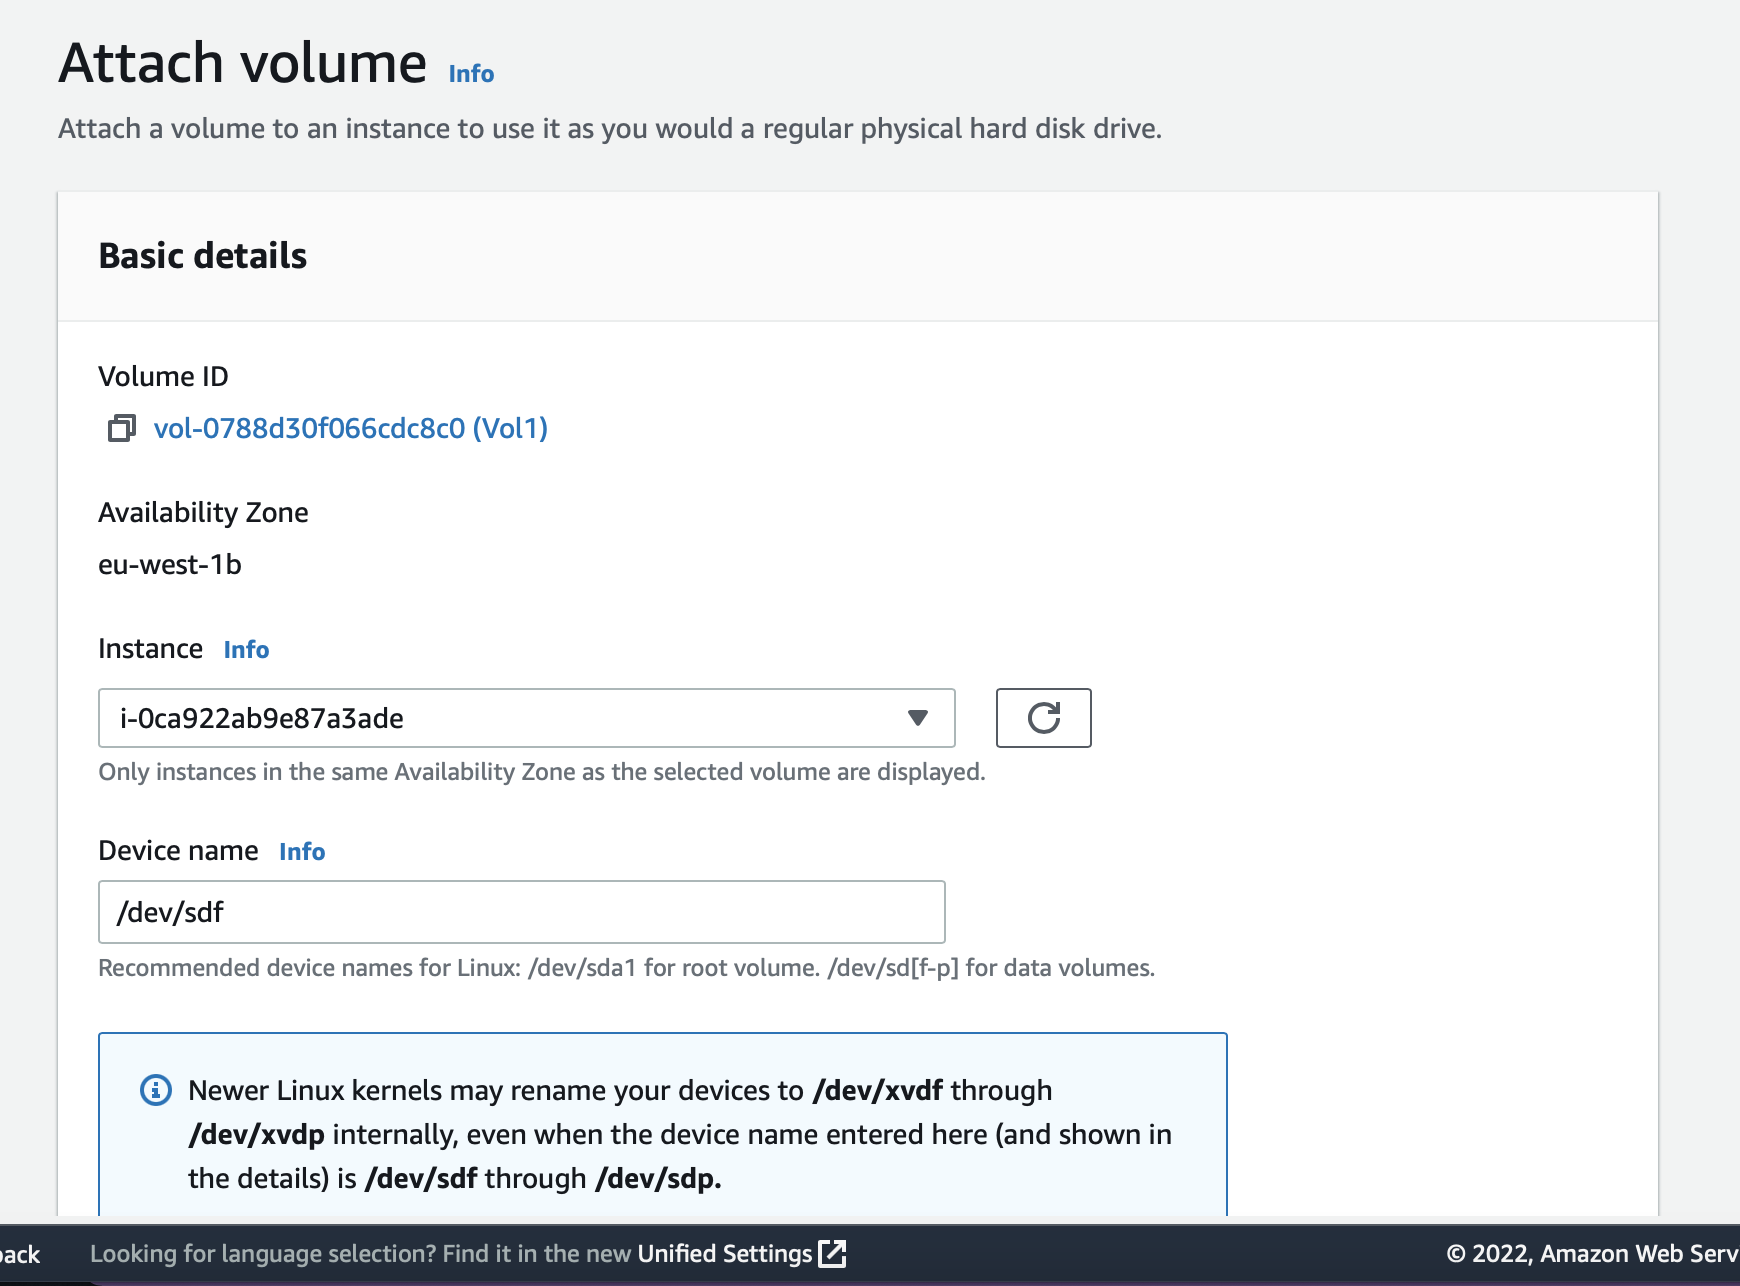 Attach volume Info
Attach a volume to an instance to use it as you would a regular physical hard disk drive.
Basic details
Volume ID
vol-0788d30f066cdc8c0 (Vol1)
Availability Zone
eu-west-1b
Instance Info
i-0ca922ab9e87a3ade
Only instances in the same Availability Zone as the selected volume are displayed.
Device name Info
/dev/sdf
Recommended device names for Linux: /dev/sda1 for root volume. /dev/sd[f-p] for data volumes.
Newer Linux kernels may rename your devices to /dev/xvdf through
/dev/xvdp internally, even when the device name entered here (and shown in
the details) is /dev/sdf through /dev/sdp.
ack Looking for language selection? Find it in the new Unified Settings © 2022, Amazon Web Serv